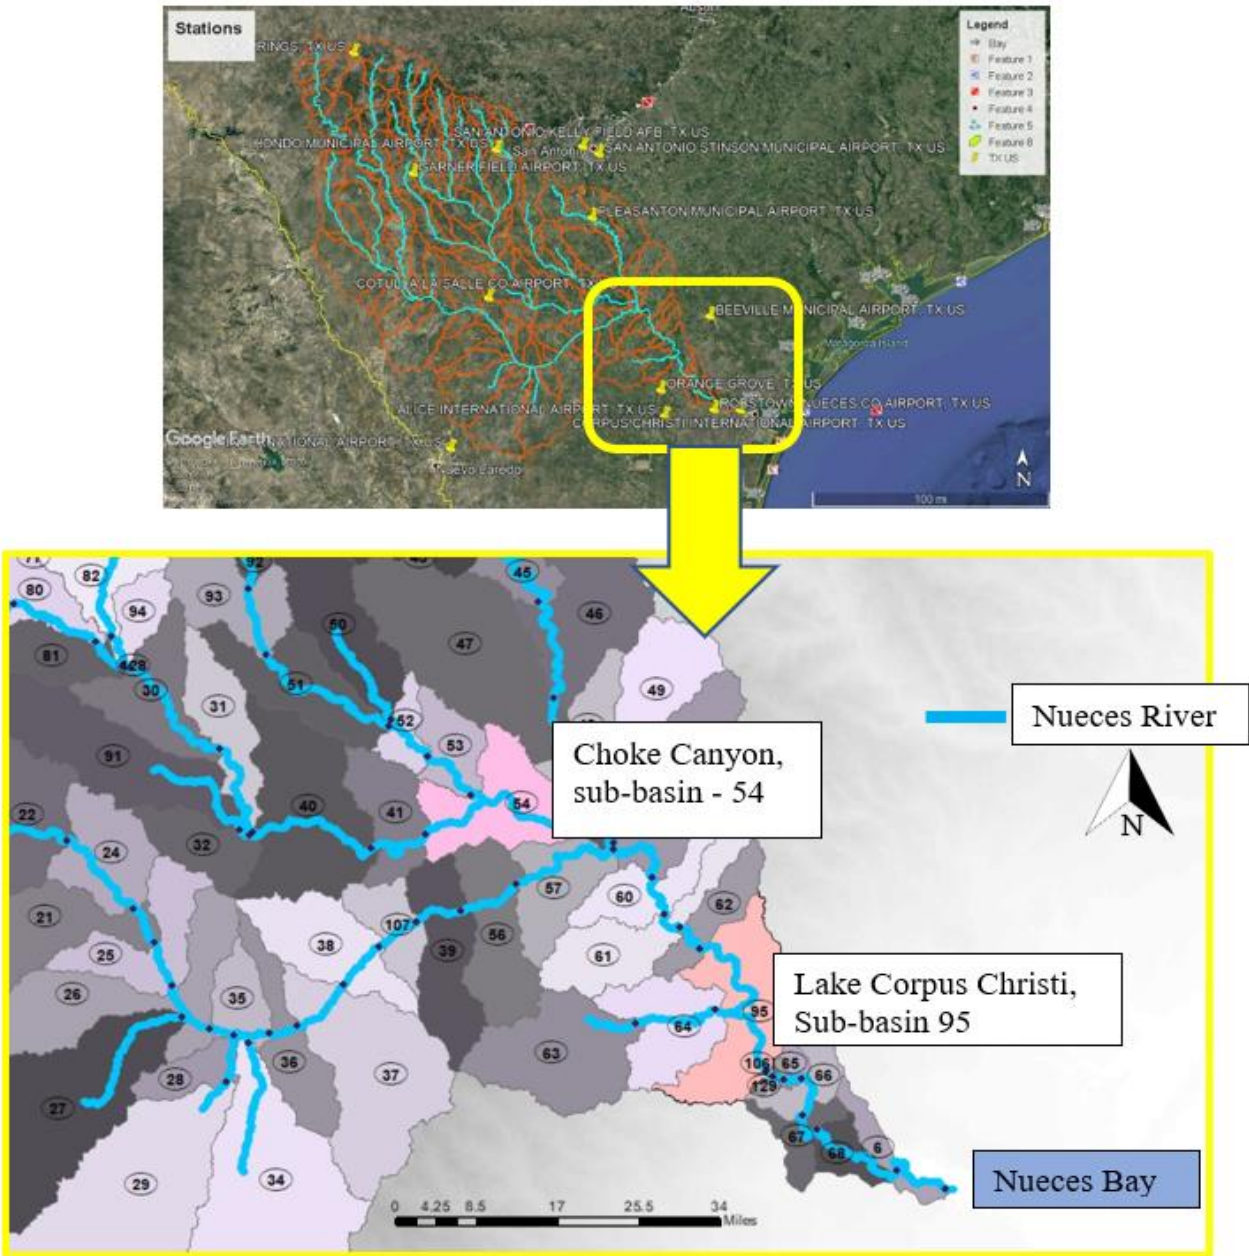 Stations
RINGS, TX US
HONDO MUNICIPAL AIRPORT, TX US
SAN ANTONIO KELLY FIELD AFB, TX US
San Antonio
SAN ANTONIO STINSON MUNICIPAL AIRPORT, TX US
GARNER FIELD AIRPORT, TX US
PLEASANTON MUNICIPAL AIRPORT, TX US
COTULLA LA SALLE CO AIRPORT, TX
BEEVILLE MUNICIPAL AIRPORT, TX US
Matagorda Island
ORANGE GROVE, TX US
ALICE INTERNATIONAL AIRPORT, TX US
ROBSTOWN NUECES CO AIRPORT, TX US
CORPUS CHRISTI INTERNATIONAL AIRPORT, TX US
NATIONAL AIRPORT, TX US
Google Earth
Nuevo Laredo
Legend
Bay
Feature 1
Feature 2
Feature 3
Feature 4
Feature 5
Feature 6
TX US
N
100 mi
82
92
45
80
93
46
94
50
47
81
30
51
49
31
52
53
91
54
Choke Canyon,
sub-basin - 54
Nueces River
N
22
40
41
24
32
57
60
62
21
107
56
38
39
25
61
26
35
95
Lake Corpus Christi,
Sub-basin 95
64
63
36
28
37
106
65
66
129
27
67
68
6
29
34
Nueces Bay
0 4.25 8.5 17 25.5 34
Miles